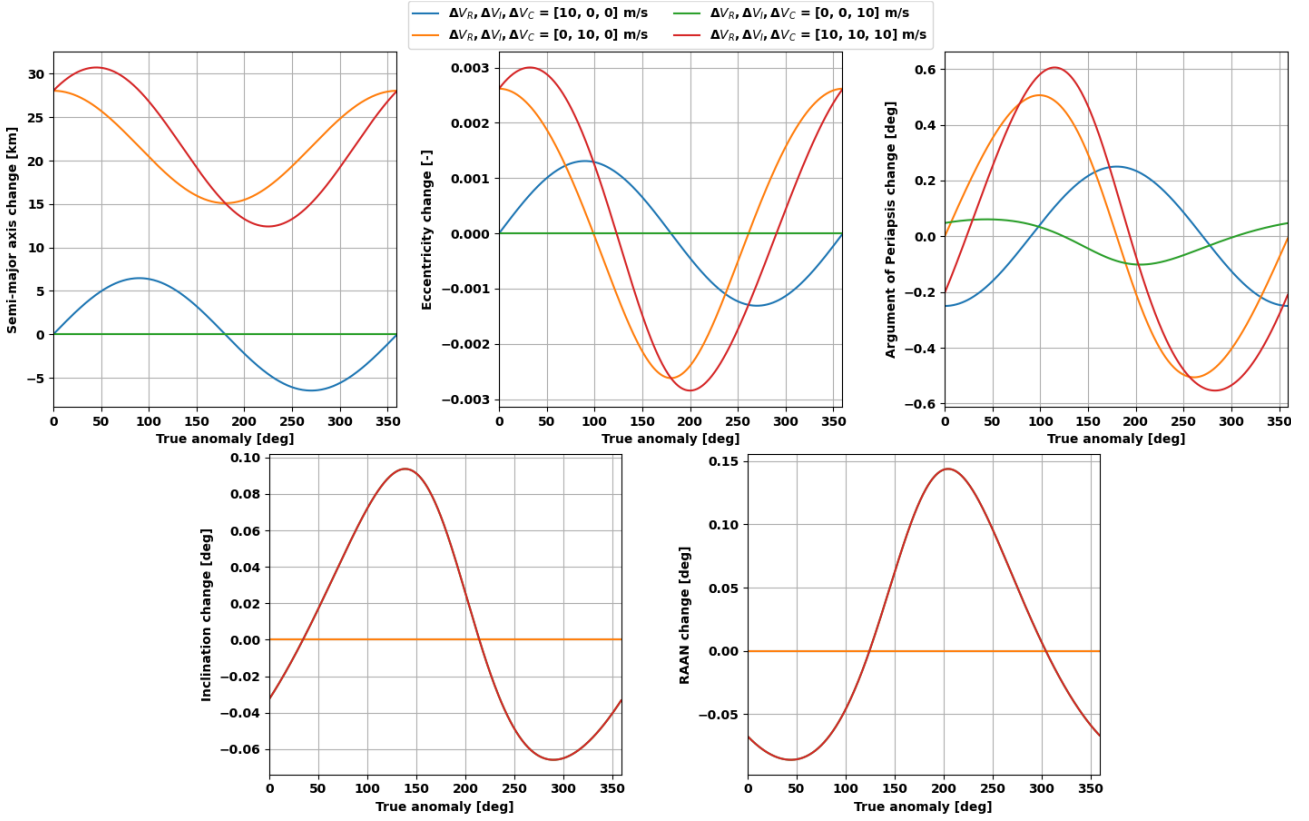 ΔV_R, ΔV_I, ΔV_C = [10, 0, 0] m/s
ΔV_R, ΔV_I, ΔV_C = [0, 10, 0] m/s
ΔV_R, ΔV_I, ΔV_C = [0, 0, 10] m/s
ΔV_R, ΔV_I, ΔV_C = [10, 10, 10] m/s
Semi-major axis change [km]
30
25
20
15
10
5
0
−5
0 50 100 150 200 250 300 350
True anomaly [deg]
Eccentricity change [-]
0.003
0.002
0.001
0.000
−0.001
−0.002
−0.003
0 50 100 150 200 250 300 350
True anomaly [deg]
Argument of Periapsis change [deg]
0.6
0.4
0.2
0.0
−0.2
−0.4
−0.6
0 50 100 150 200 250 300 350
True anomaly [deg]
Inclination change [deg]
0.10
0.08
0.06
0.04
0.02
0.00
−0.02
−0.04
−0.06
0 50 100 150 200 250 300 350
True anomaly [deg]
RAAN change [deg]
0.15
0.10
0.05
0.00
−0.05
0 50 100 150 200 250 300 350
True anomaly [deg]